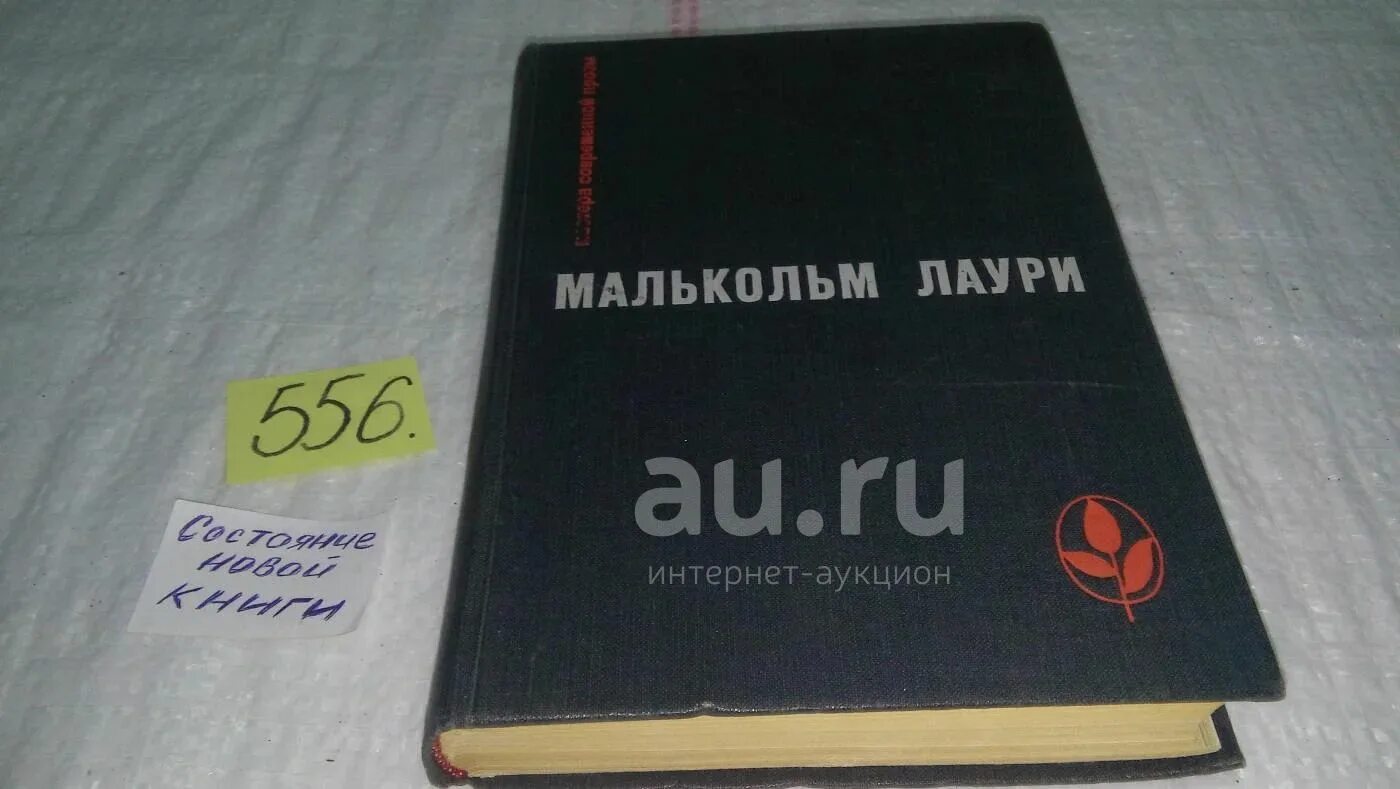 Мастера современной прозы
МАЛЬКОЛЬМ ЛАУРИ
556.
Состояние
новой
книги
au.ru
интернет-аукцион